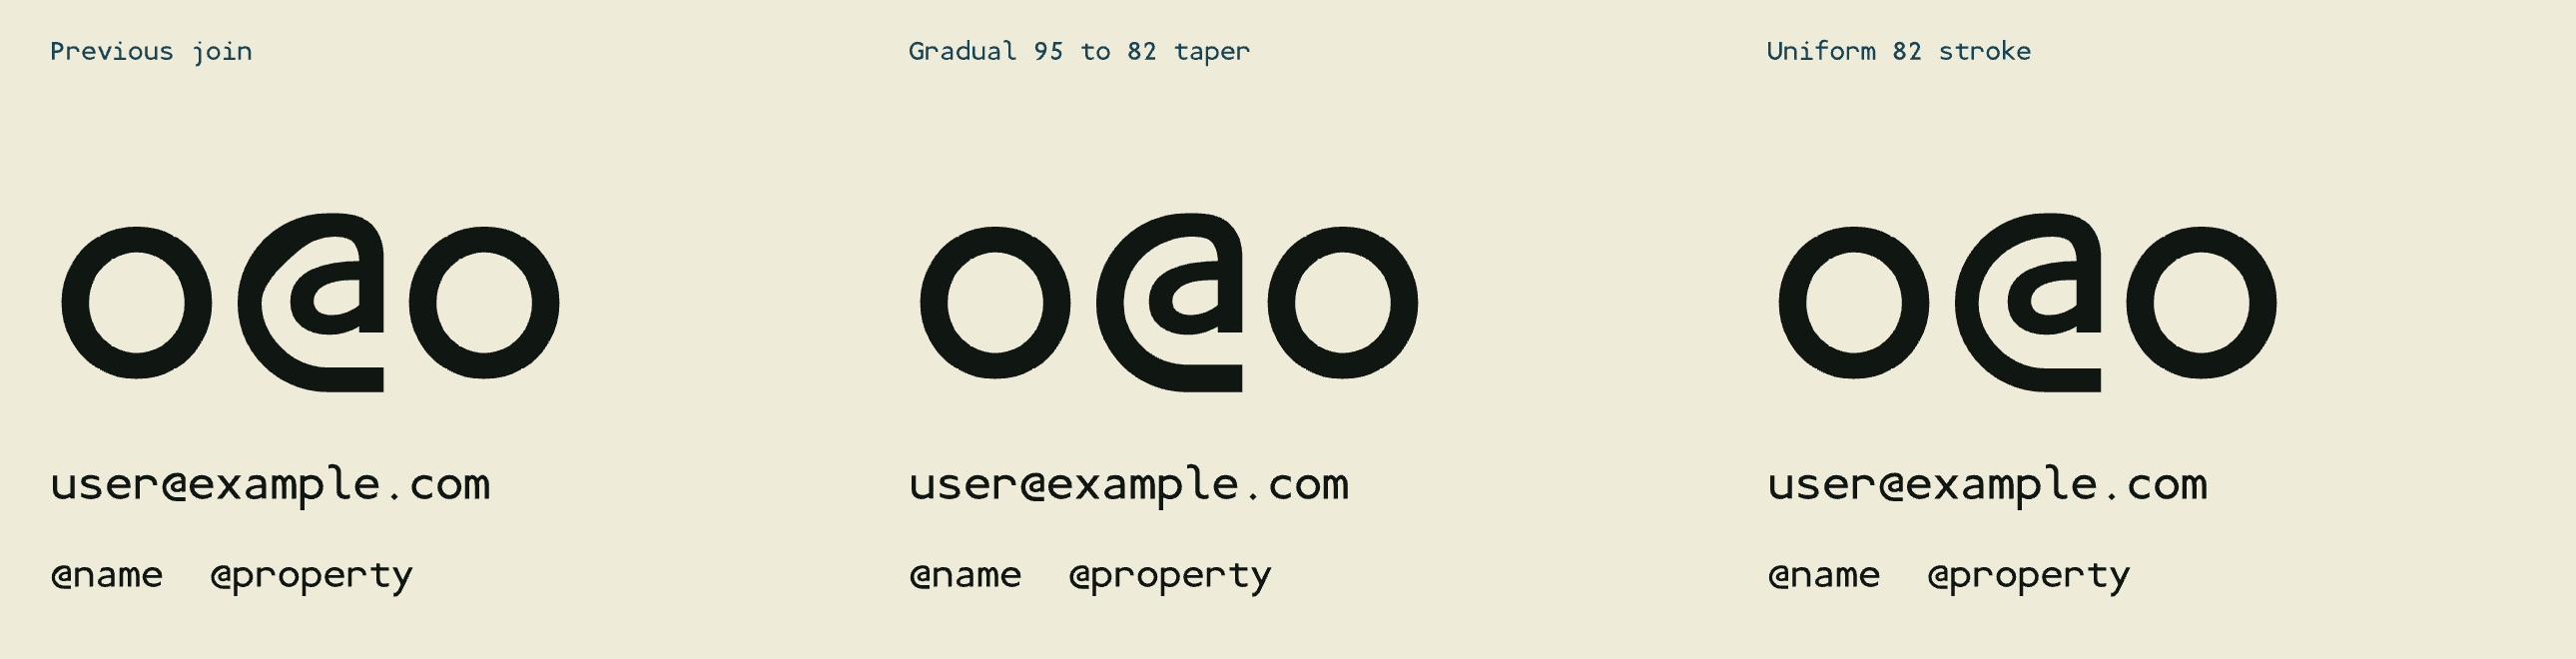 Previous join
o@o
user@example.com
@name @property
Gradual 95 to 82 taper
o@o
user@example.com
@name @property
Uniform 82 stroke
o@o
user@example.com
@name @property